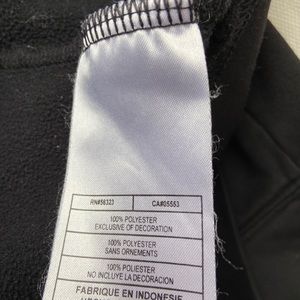 RN#56323 CA#05553
100% POLYESTER
EXCLUSIVE OF DECORATION
100% POLYESTER
SANS ORNEMENTS
100% POLIESTER
NO INCLUYE LA DECORACION
FABRIQUE EN INDONESIE